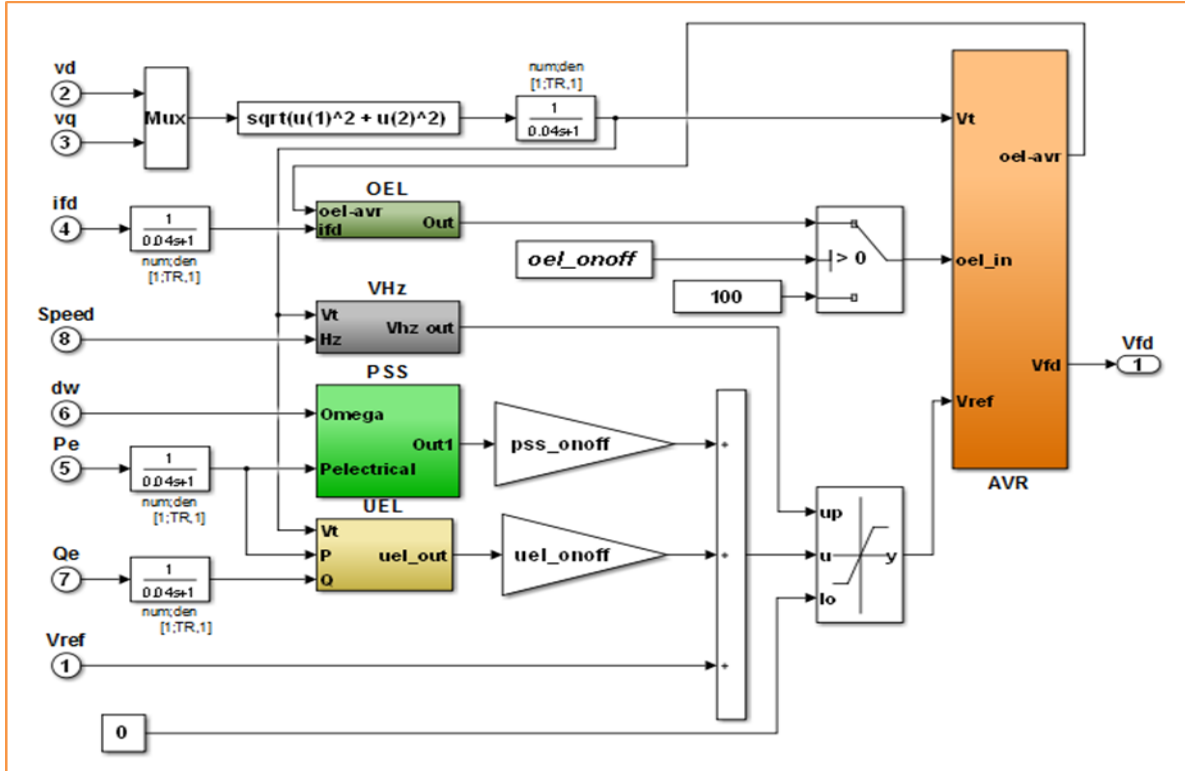 vd
2
vq
3
Mux
sqrt(u(1)^2 + u(2)^2)
num;den
[1;TR,1]
1
0.04s+1
Vt
oel-avr
oel_in
Vfd
Vref
AVR
ifd
4
1
0.04s+1
num;den
[1;TR,1]
OEL
oel-avr
ifd
Out
oel_onoff
> 0
100
Speed
8
VHz
Vt
Hz
Vhz out
Vfd
1
dw
6
PSS
Omega
Pelectrical
Out1
pss_onoff
+
Pe
5
1
0.04s+1
num;den
[1;TR,1]
UEL
Vt
P
Q
uel_out
uel_onoff
+
up
u
lo
y
Qe
7
1
0.04s+1
num;den
[1;TR,1]
Vref
1
+
0